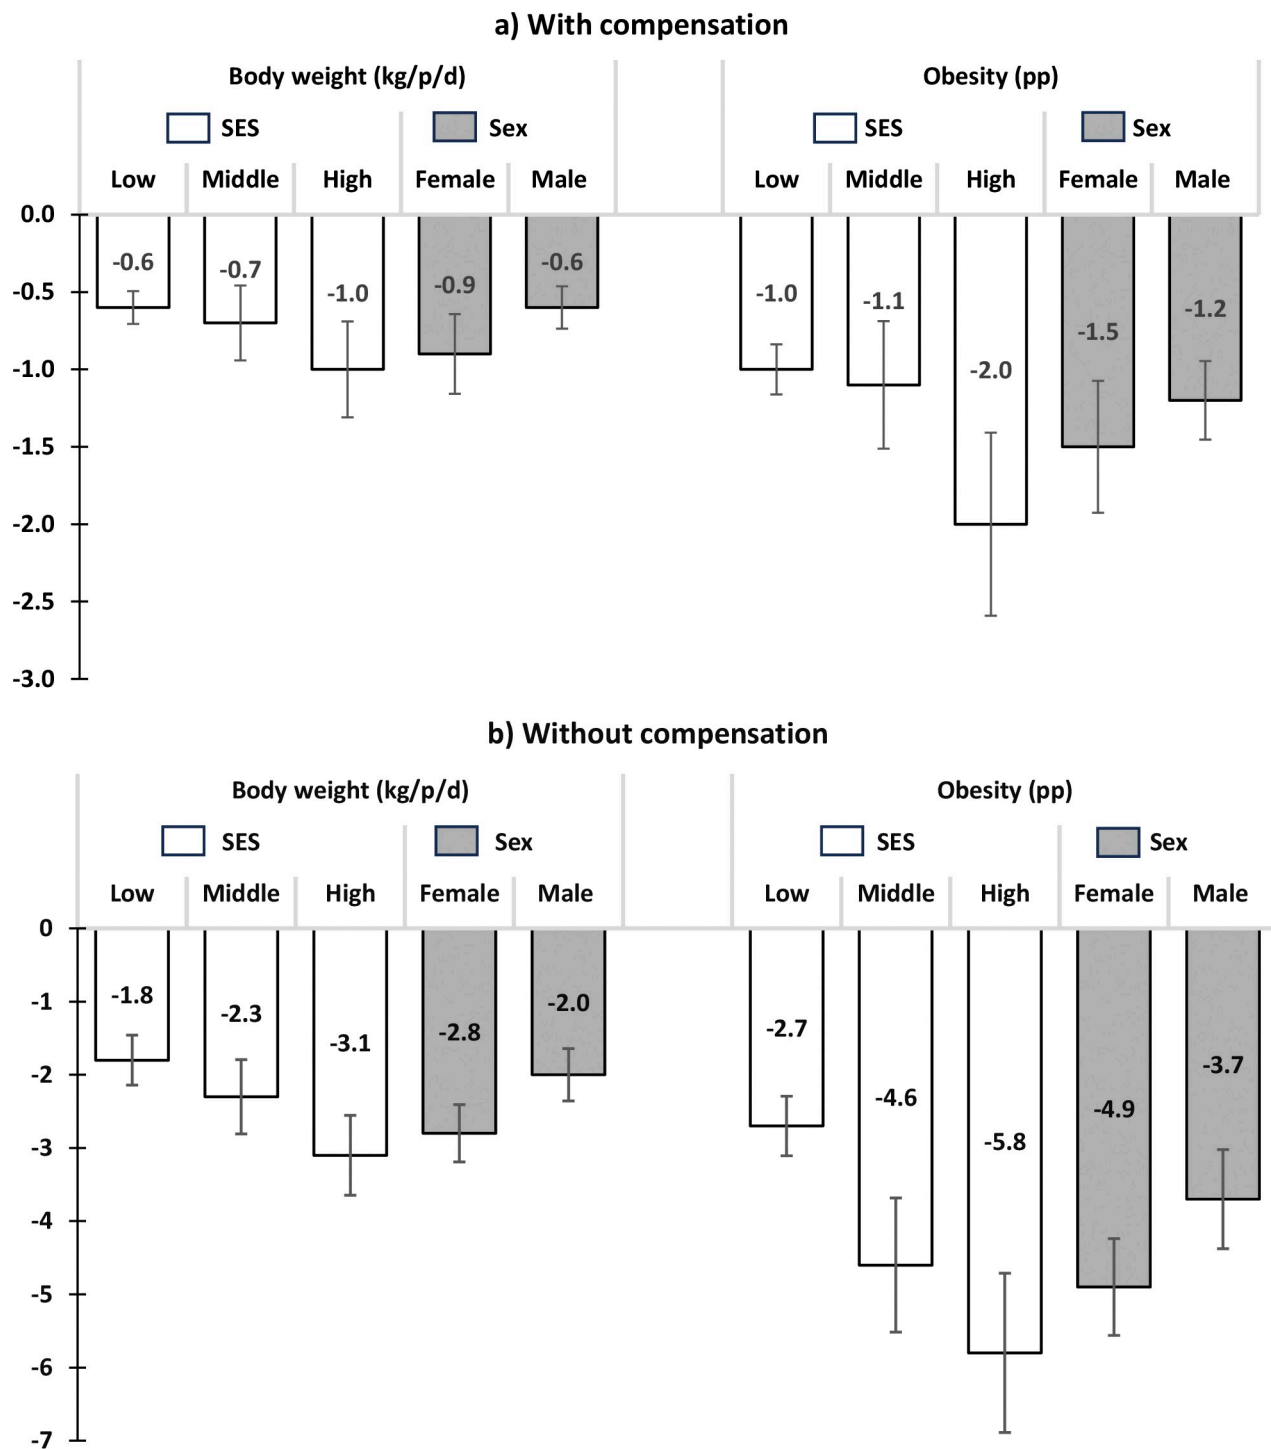 a) With compensation
Body weight (kg/p/d) Obesity (pp)
SES Sex SES Sex
Low Middle High Female Male Low Middle High Female Male
0.0
-0.6 -0.7 -1.0 -0.9 -0.6 -1.0 -1.1 -2.0 -1.5 -1.2
-0.5
-1.0
-1.5
-2.0
-2.5
-3.0
b) Without compensation
Body weight (kg/p/d) Obesity (pp)
SES Sex SES Sex
Low Middle High Female Male Low Middle High Female Male
0
-1.8 -2.3 -3.1 -2.8 -2.0 -2.7 -4.6 -5.8 -4.9 -3.7
-1
-2
-3
-4
-5
-6
-7